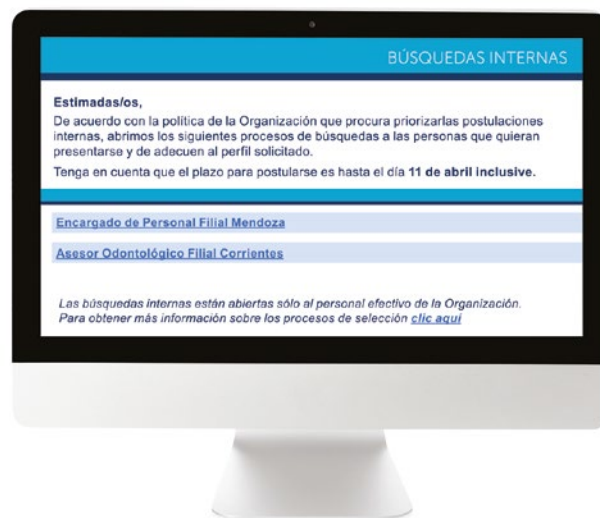 BÚSQUEDAS INTERNAS
Estimadas/os,
De acuerdo con la política de la Organización que procura priorizarlas postulaciones
internas, abrimos los siguientes procesos de búsquedas a las personas que quieran
presentarse y de adecuen al perfil solicitado.
Tenga en cuenta que el plazo para postularse es hasta el día 11 de abril inclusive.
Encargado de Personal Filial Mendoza
Asesor Odontológico Filial Corrientes
Las búsquedas internas están abiertas sólo al personal efectivo de la Organización.
Para obtener más información sobre los procesos de selección clic aquí